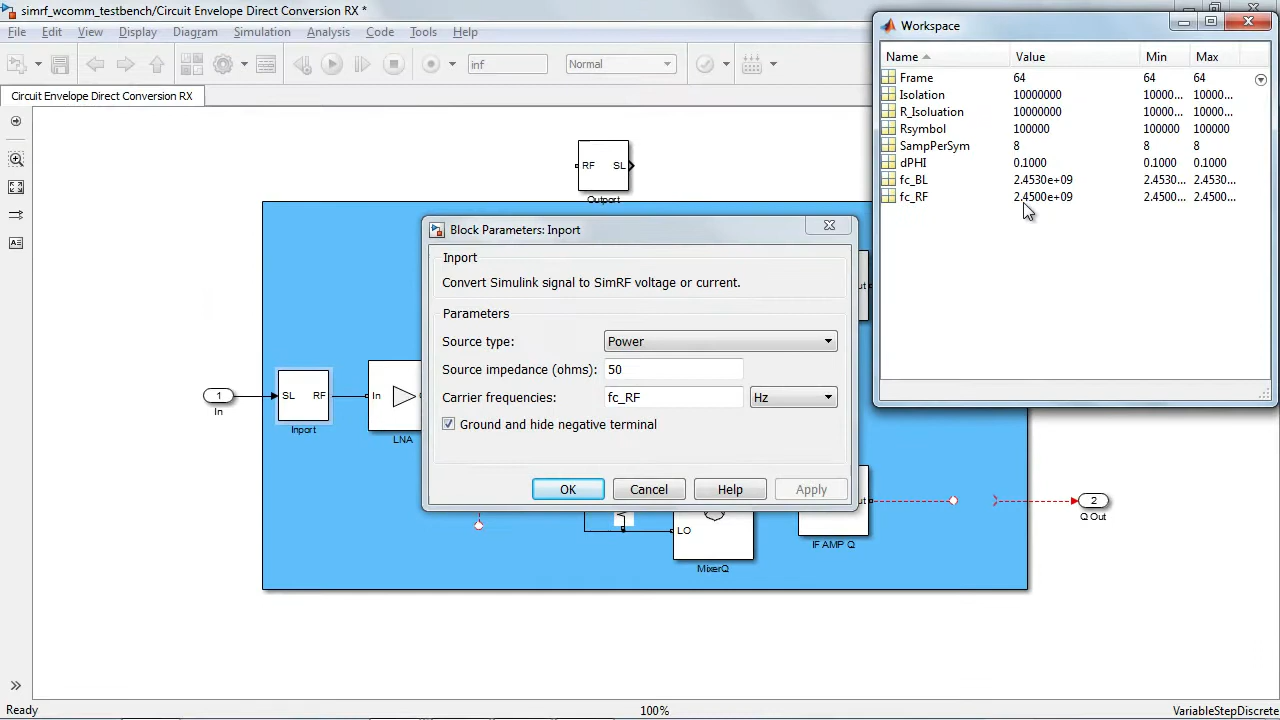 simrf_wcomm_testbench/Circuit Envelope Direct Conversion RX *
File Edit View Display Diagram Simulation Analysis Code Tools Help
inf Normal
Circuit Envelope Direct Conversion RX
RF SL
Outport
Workspace
Name Value Min Max
Frame 64 64 64
Isolation 10000000 10000... 10000...
R_Isoluation 10000000 10000... 10000...
Rsymbol 100000 100000 100000
SampPerSym 8 8 8
dPHI 0.1000 0.1000 0.1000
fc_BL 2.4530e+09 2.4530... 2.4530...
fc_RF 2.4500e+09 2.4500... 2.4500...
Block Parameters: Inport
Inport
Convert Simulink signal to SimRF voltage or current.
Parameters
Source type: Power
Source impedance (ohms): 50
Carrier frequencies: fc_RF Hz
Ground and hide negative terminal
OK Cancel Help Apply
1
In
SL RF
Inport
In
LNA
ut
LO
MixerQ
ut
IF AMP Q
2
Q Out
Ready 100% VariableStepDiscrete